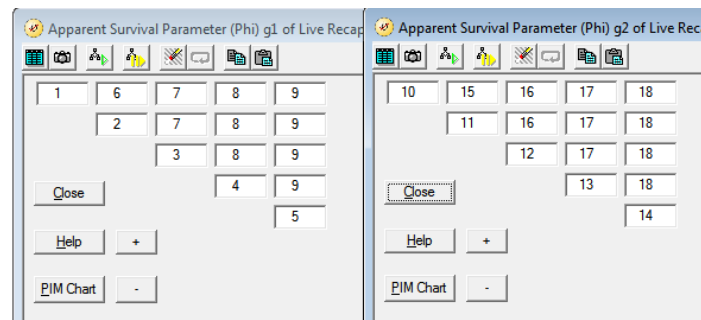 Apparent Survival Parameter (Phi) g1 of Live Recap
1 6 7 8 9
2 7 8 9
3 8 9
4 9
5
Close
Help +
PIM Chart -
Apparent Survival Parameter (Phi) g2 of Live Rec
10 15 16 17 18
11 16 17 18
12 17 18
13 18
14
Close
Help +
PIM Chart -